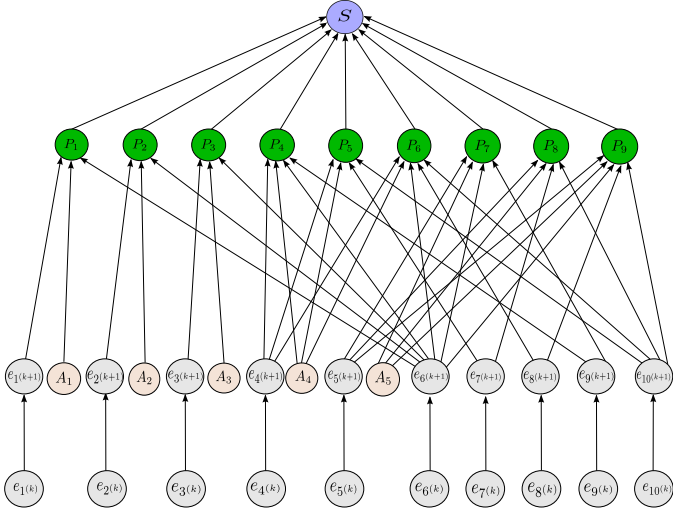 S
P₁ P₂ P₃ P₄ P₅ P₆ P₇ P₈ P₉
e₁(k+1) A₁ e₂(k+1) A₂ e₃(k+1) A₃ e₄(k+1) A₄ e₅(k+1) A₅ e₆(k+1) e₇(k+1) e₈(k+1) e₉(k+1) e₁₀(k+1)
e₁(k) e₂(k) e₃(k) e₄(k) e₅(k) e₆(k) e₇(k) e₈(k) e₉(k) e₁₀(k)